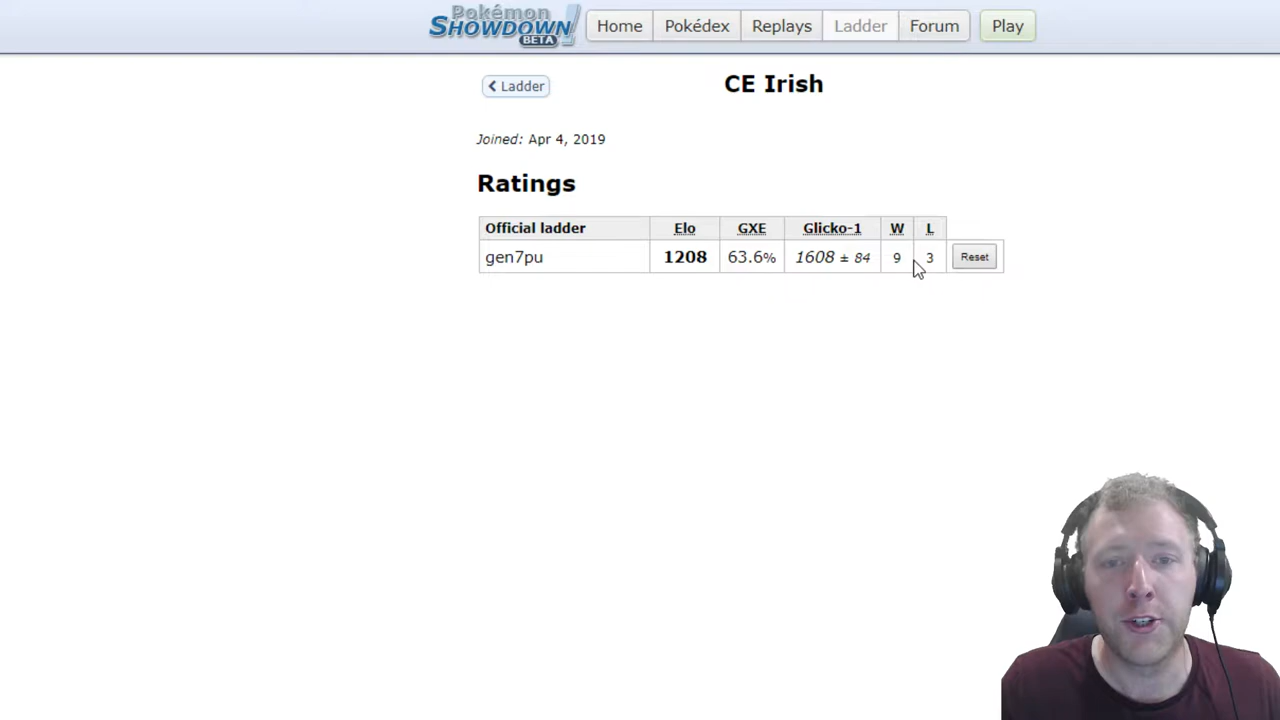 Pokémon
SHOWDOWN!
BETA
Home Pokédex Replays Ladder Forum Play
Ladder
CE Irish
Joined: Apr 4, 2019
Ratings
Official ladder Elo GXE Glicko-1 W L
gen7pu 1208 63.6% 1608 ± 84 9 3 Reset